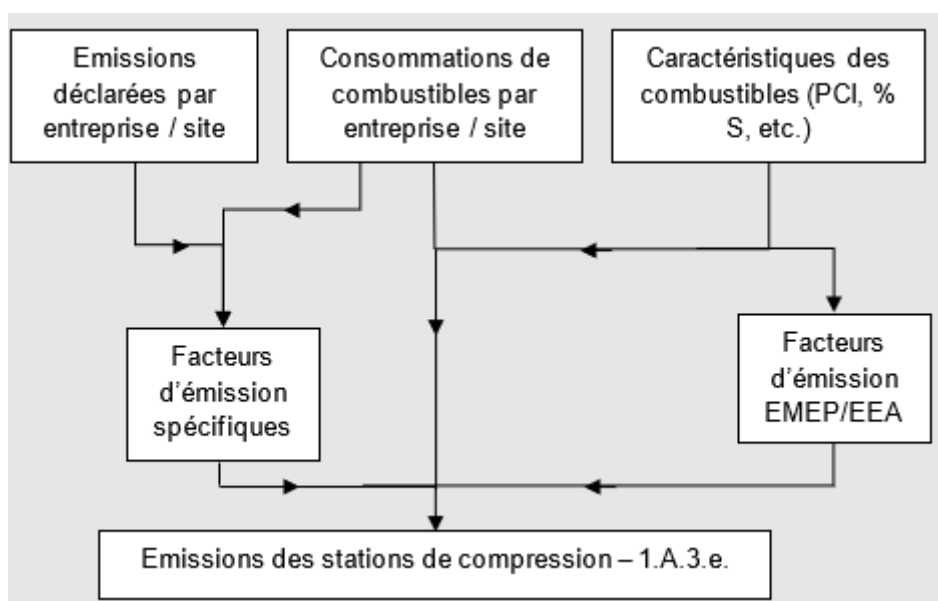 Emissions
déclarées par
entreprise / site
Consommations de
combustibles par
entreprise / site
Caractéristiques des
combustibles (PCI, %
S, etc.)
Facteurs
d'émission
spécifiques
Facteurs
d'émission
EMEP/EEA
Emissions des stations de compression – 1.A.3.e.